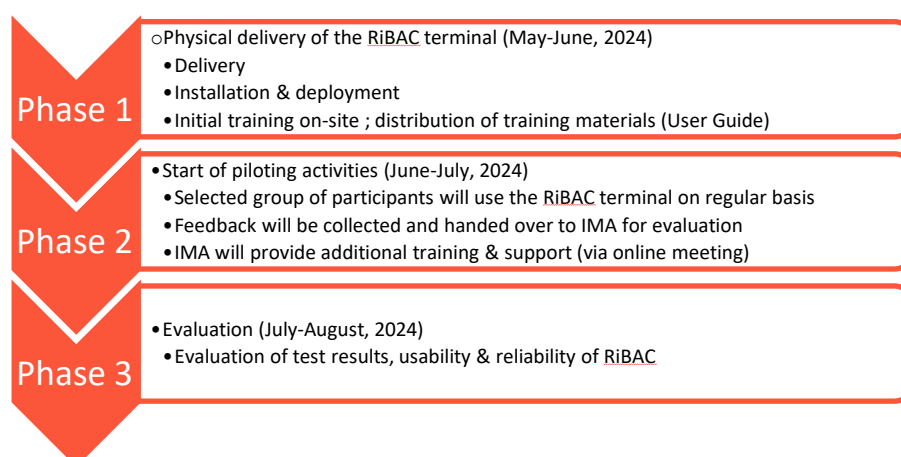 Phase 1
○Physical delivery of the RiBAC terminal (May-June, 2024)
•Delivery
•Installation & deployment
•Initial training on-site ; distribution of training materials (User Guide)
Phase 2
•Start of piloting activities (June-July, 2024)
•Selected group of participants will use the RiBAC terminal on regular basis
•Feedback will be collected and handed over to IMA for evaluation
•IMA will provide additional training & support (via online meeting)
Phase 3
•Evaluation (July-August, 2024)
•Evaluation of test results, usability & reliability of RiBAC